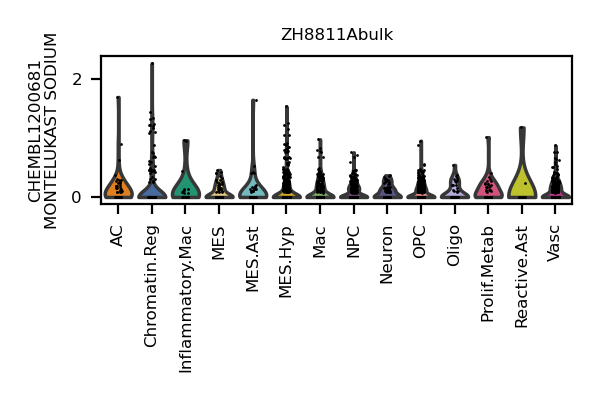 ZH8811Abulk
CHEMBL1200681
MONTELUKAST SODIUM
2
0
AC
Chromatin.Reg
Inflammatory.Mac
MES
MES.Ast
MES.Hyp
Mac
NPC
Neuron
OPC
Oligo
Prolif.Metab
Reactive.Ast
Vasc